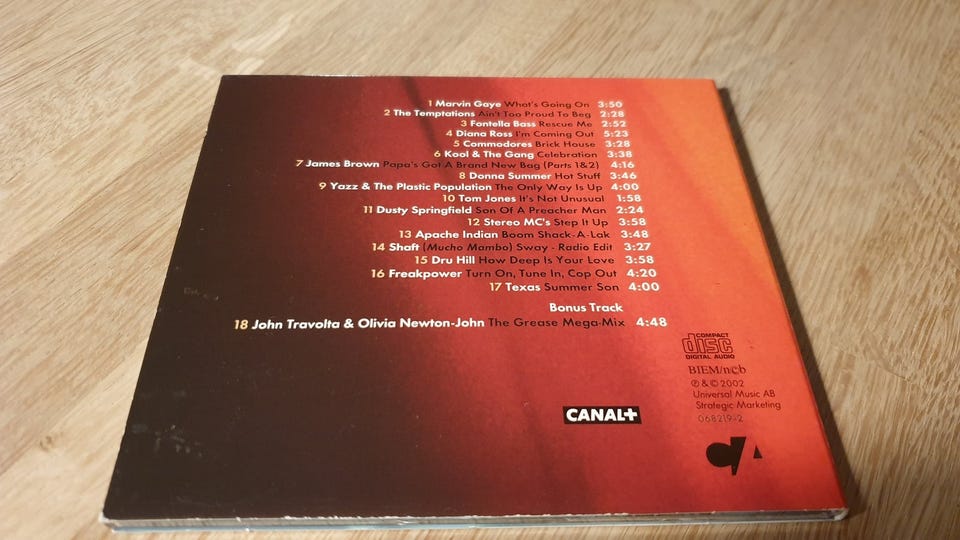 1 Marvin Gaye What's Going On 3:50
2 The Temptations Ain't Too Proud To Beg 2:28
3 Fontella Bass Rescue Me 2:52
4 Diana Ross I'm Coming Out 5:23
5 Commodores Brick House 3:28
6 Kool & The Gang Celebration 3:38
7 James Brown Papa's Got A Brand New Bag (Parts 1&2) 4:16
8 Donna Summer Hot Stuff 3:46
9 Yazz & The Plastic Population The Only Way Is Up 4:00
10 Tom Jones It's Not Unusual 1:58
11 Dusty Springfield Son Of A Preacher Man 2:24
12 Stereo MC's Step It Up 3:58
13 Apache Indian Boom Shack-A-Lak 3:48
14 Shaft (Mucho Mambo) Sway - Radio Edit 3:27
15 Dru Hill How Deep Is Your Love 3:58
16 Freakpower Turn On, Tune In, Cop Out 4:20
17 Texas Summer Son 4:00
Bonus Track
18 John Travolta & Olivia Newton-John The Grease Mega-Mix 4:48
COMPACT
disc
DIGITAL AUDIO
BIEM/n©b
℗ & © 2002
Universal Music AB
Strategic Marketing
068219-2
CANAL+